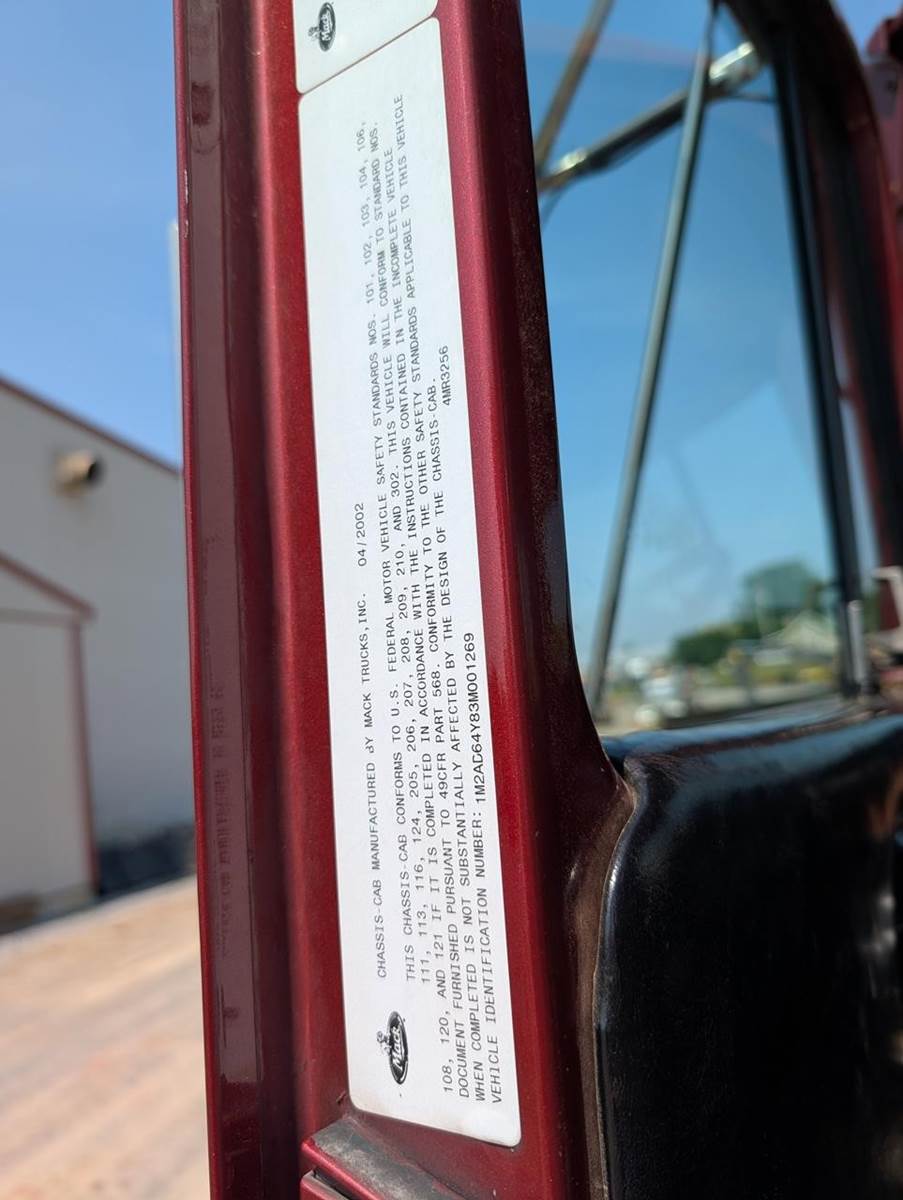 Mack
CHASSIS-CAB MANUFACTURED BY MACK TRUCKS, INC. 04/2002
THIS CHASSIS-CAB CONFORMS TO U.S. FEDERAL MOTOR VEHICLE SAFETY STANDARDS NOS. 101, 102, 103, 104, 106,
111, 113, 116, 124, 205, 206, 207, 208, 209, 210, AND 302. THIS VEHICLE WILL CONFORM TO STANDARD NOS.
108, 120, AND 121 IF IT IS COMPLETED IN ACCORDANCE WITH THE INSTRUCTIONS CONTAINED IN THE INCOMPLETE VEHICLE
DOCUMENT FURNISHED PURSUANT TO 49CFR PART 568. CONFORMITY TO THE OTHER SAFETY STANDARDS APPLICABLE TO THIS VEHICLE
WHEN COMPLETED IS NOT SUBSTANTIALLY AFFECTED BY THE DESIGN OF THE CHASSIS-CAB.
VEHICLE IDENTIFICATION NUMBER: 1M2AD64Y83M001269 4MR3256
Mack